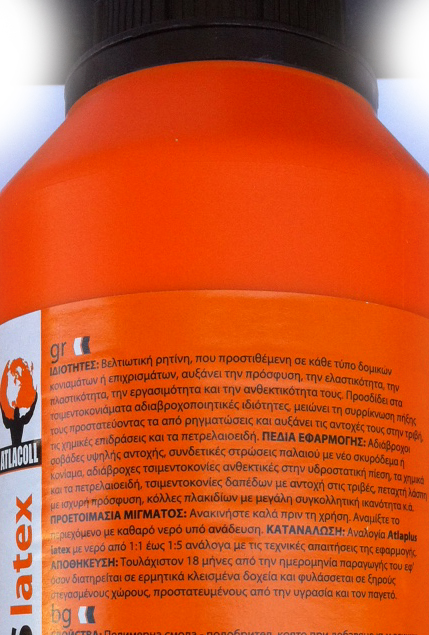 gr
ΙΔΙΟΤΗΤΕΣ: Βελτιωτική ρητίνη, που προστιθέμενη σε κάθε τύπο δομικών
κονιαμάτων ή επιχρισμάτων, αυξάνει την πρόσφυση, την ελαστικότητα, την
πλαστικότητα, την εργασιμότητα και την ανθεκτικότητα τους. Προσδίδει στα
τσιμεντοκονιάματα αδιαβροχοποιητικές ιδιότητες, μειώνει τη συρρίκνωση πήξης
τους προστατεύοντας τα από ρηγματώσεις και αυξάνει τις αντοχές τους στην τριβή,
τις χημικές επιδράσεις και τα πετρελαιοειδή. ΠΕΔΙΑ ΕΦΑΡΜΟΓΗΣ: Αδιάβροχοι
σοβάδες υψηλής αντοχής, συνδετικές στρώσεις παλαιού με νέο σκυρόδεμα ή
κονίαμα, αδιάβροχες τσιμεντοκονίες ανθεκτικές στην υδροστατική πίεση, τα χημικά
και τα πετρελαιοειδή, τσιμεντοκονίες δαπέδων με αντοχή στις τριβές, πεταχτή λάσπη
με ισχυρή πρόσφυση, κόλλες πλακιδίων με μεγάλη συγκολλητική ικανότητα κ.ά.
ΠΡΟΕΤΟΙΜΑΣΙΑ ΜΙΓΜΑΤΟΣ: Ανακινήστε καλά πριν τη χρήση. Αναμίξτε το
περιεχόμενο με καθαρό νερό υπό ανάδευση. ΚΑΤΑΝΑΛΩΣΗ: Αναλογία Atlaplus
latex με νερό από 1:1 έως 1:5 ανάλογα με τις τεχνικές απαιτήσεις της εφαρμογής.
ΑΠΟΘΗΚΕΥΣΗ: Τουλάχιστον 18 μήνες από την ημερομηνία παραγωγής του εφ'
όσον διατηρείται σε ερμητικά κλεισμένα δοχεία και φυλάσσεται σε ξηρούς
στεγασμένους χώρους, προστατευμένους από την υγρασία και τον παγετό.
bg
ATLACOLL
latex